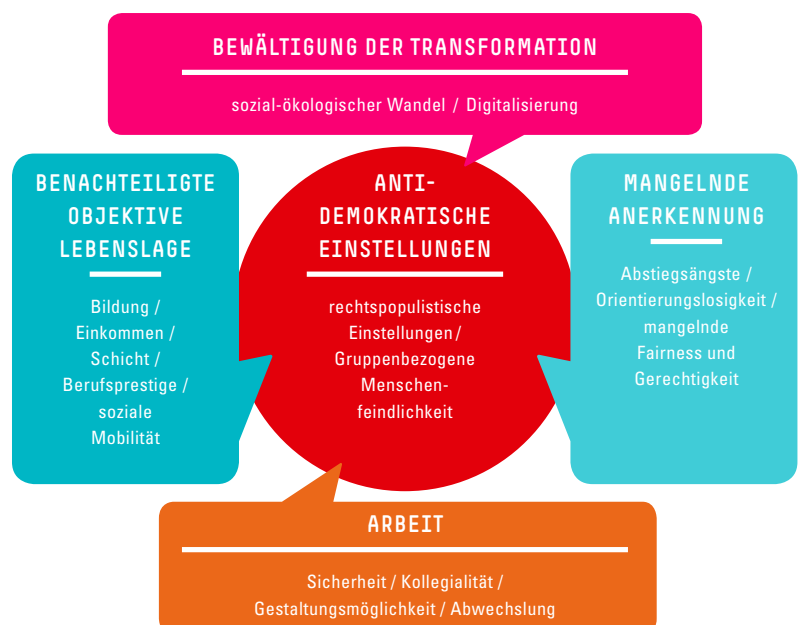 BEWÄLTIGUNG DER TRANSFORMATION
sozial-ökologischer Wandel / Digitalisierung
BENACHTEILIGTE
OBJEKTIVE
LEBENSLAGE
Bildung /
Einkommen /
Schicht /
Berufsprestige /
soziale
Mobilität
ANTI-
DEMOKRATISCHE
EINSTELLUNGEN
rechtspopulistische
Einstellungen /
Gruppenbezogene
Menschen-
feindlichkeit
MANGELNDE
ANERKENNUNG
Abstiegsängste /
Orientierungslosigkeit /
mangelnde
Fairness und
Gerechtigkeit
ARBEIT
Sicherheit / Kollegialität /
Gestaltungsmöglichkeit / Abwechslung